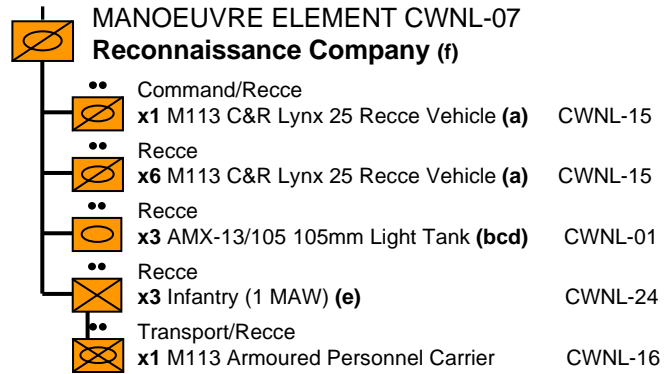 MANOEUVRE ELEMENT CWNL-07
Reconnaissance Company (f)
Command/Recce
x1 M113 C&R Lynx 25 Recce Vehicle (a) CWNL-15
Recce
x6 M113 C&R Lynx 25 Recce Vehicle (a) CWNL-15
Recce
x3 AMX-13/105 105mm Light Tank (bcd) CWNL-01
Recce
x3 Infantry (1 MAW) (e) CWNL-24
Transport/Recce
x1 M113 Armoured Personnel Carrier CWNL-16